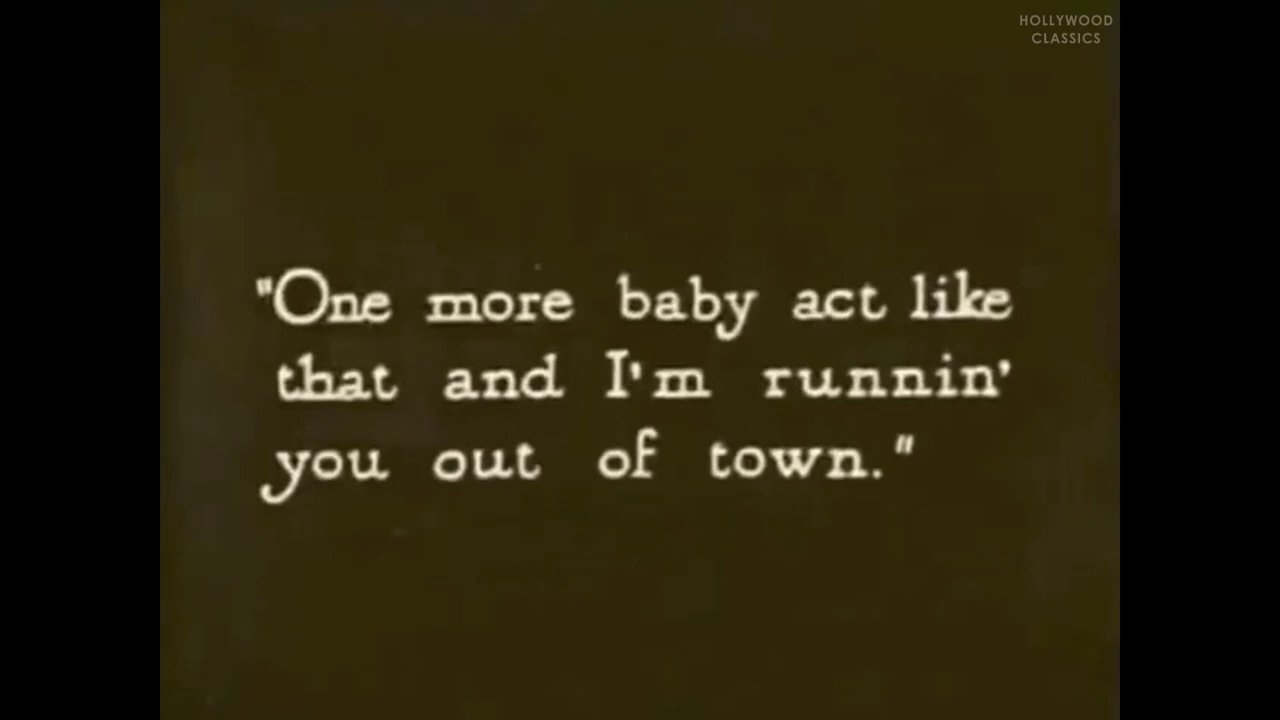 HOLLYWOOD
CLASSICS
"One more baby act like
that and I'm runnin'
you out of town."